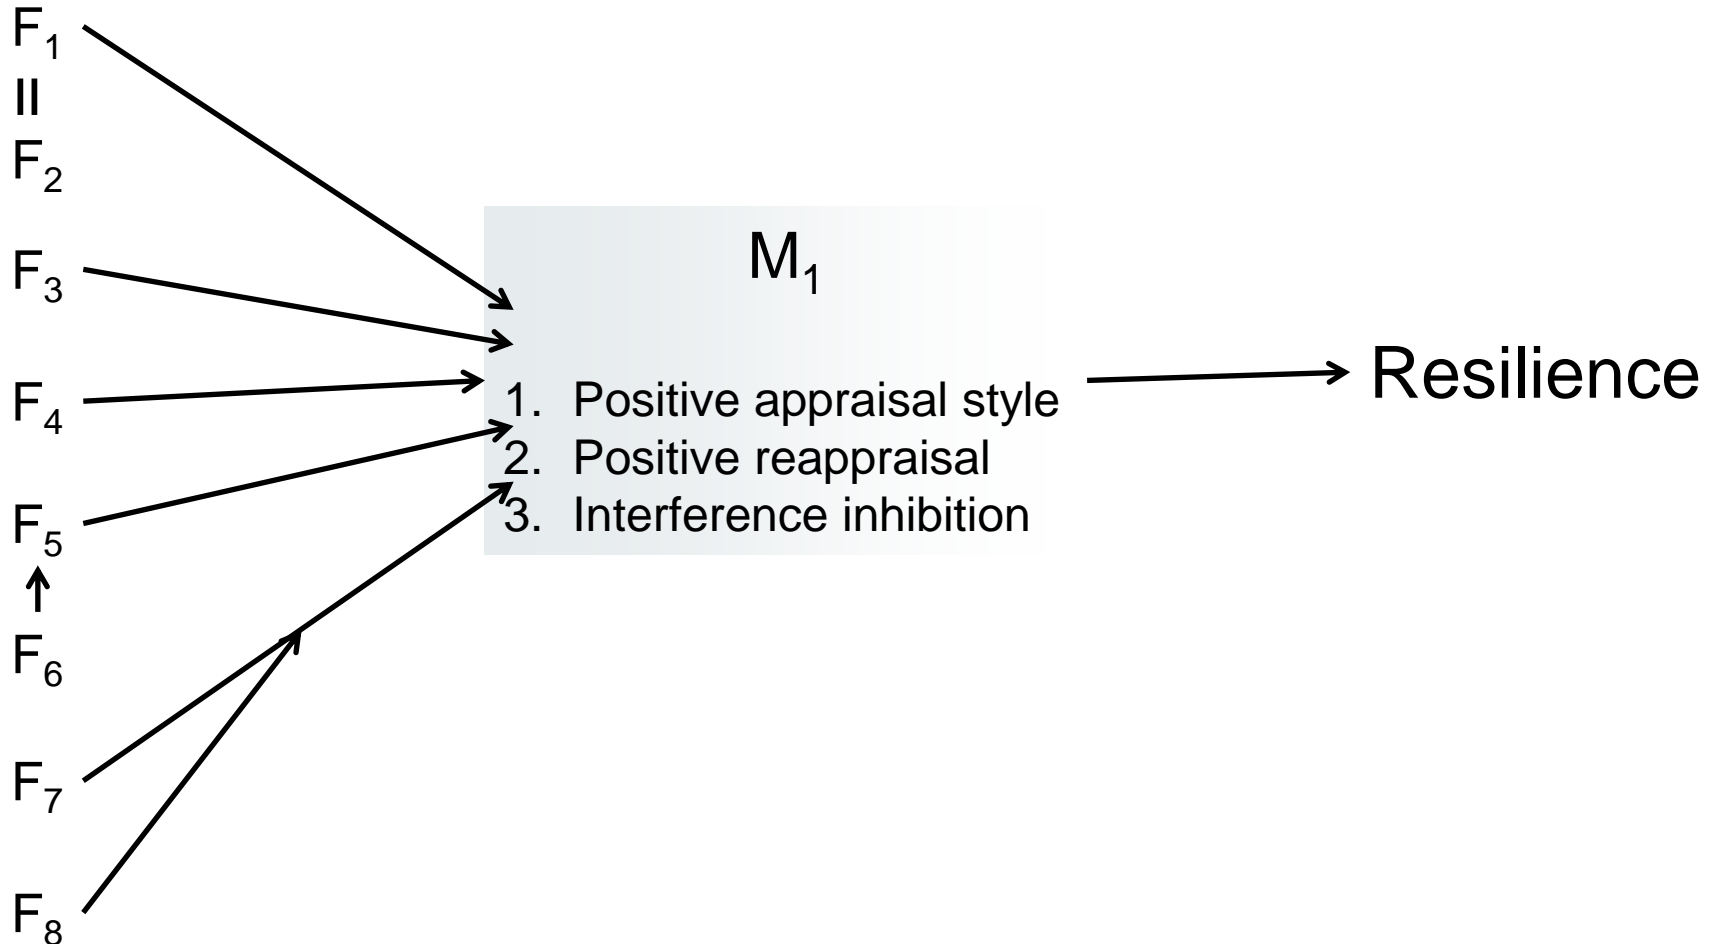 F₁
=
F₂
F₃
F₄
F₅
F₆
F₇
F₈
M₁
1. Positive appraisal style
2. Positive reappraisal
3. Interference inhibition
Resilience